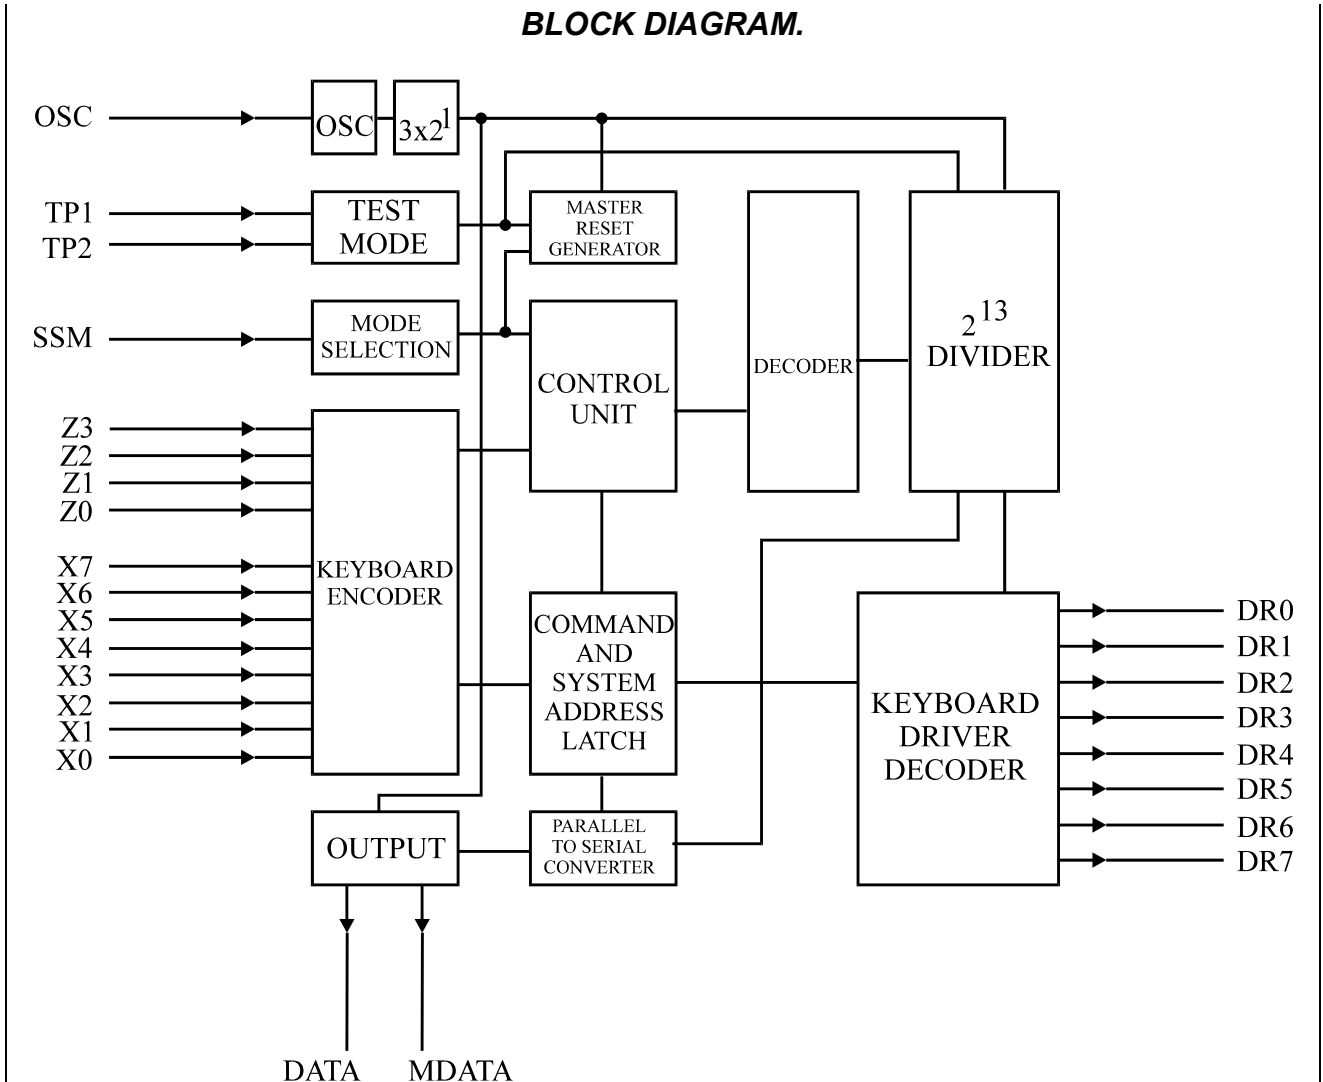 BLOCK DIAGRAM.
OSC
OSC
3x2¹
TP1
TP2
TEST
MODE
MASTER
RESET
GENERATOR
SSM
MODE
SELECTION
CONTROL
UNIT
DECODER
2¹³
DIVIDER
Z3
Z2
Z1
Z0
X7
X6
X5
X4
X3
X2
X1
X0
KEYBOARD
ENCODER
COMMAND
AND
SYSTEM
ADDRESS
LATCH
KEYBOARD
DRIVER
DECODER
DR0
DR1
DR2
DR3
DR4
DR5
DR6
DR7
OUTPUT
PARALLEL
TO SERIAL
CONVERTER
DATA
MDATA